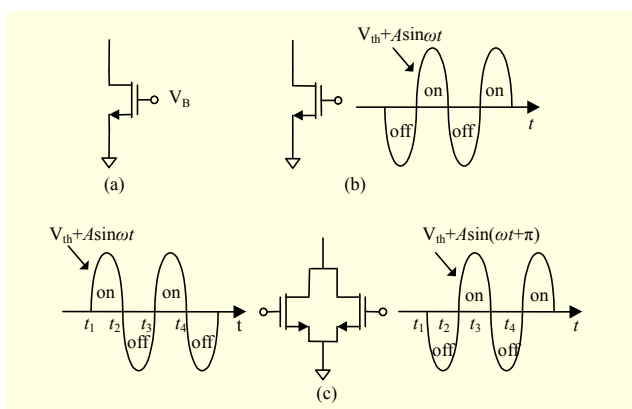 V_B
(a)
V_th+Asinωt
on
on
off
off
t
(b)
V_th+Asinωt
on
on
t_1 t_2 t_3 t_4 t
off
off
V_th+Asin(ωt+π)
on
on
t_1 t_2 t_3 t_4 t
off
off
(c)